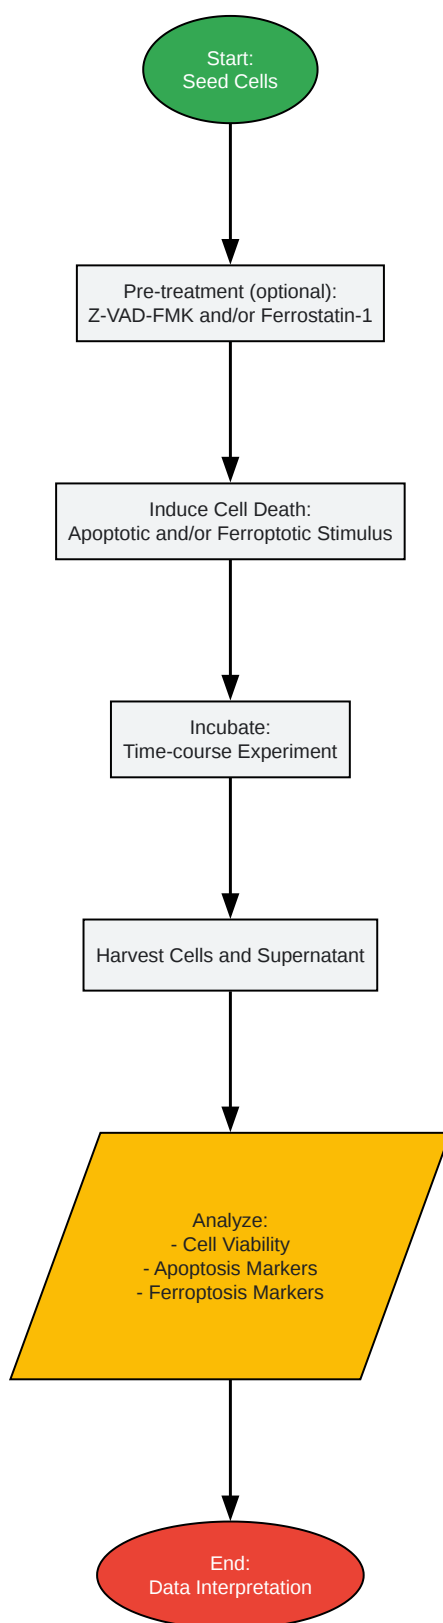 Start:
Seed Cells
Pre-treatment (optional):
Z-VAD-FMK and/or Ferrostatin-1
Induce Cell Death:
Apoptotic and/or Ferroptotic Stimulus
Incubate:
Time-course Experiment
Harvest Cells and Supernatant
Analyze:
- Cell Viability
- Apoptosis Markers
- Ferroptosis Markers
End:
Data Interpretation